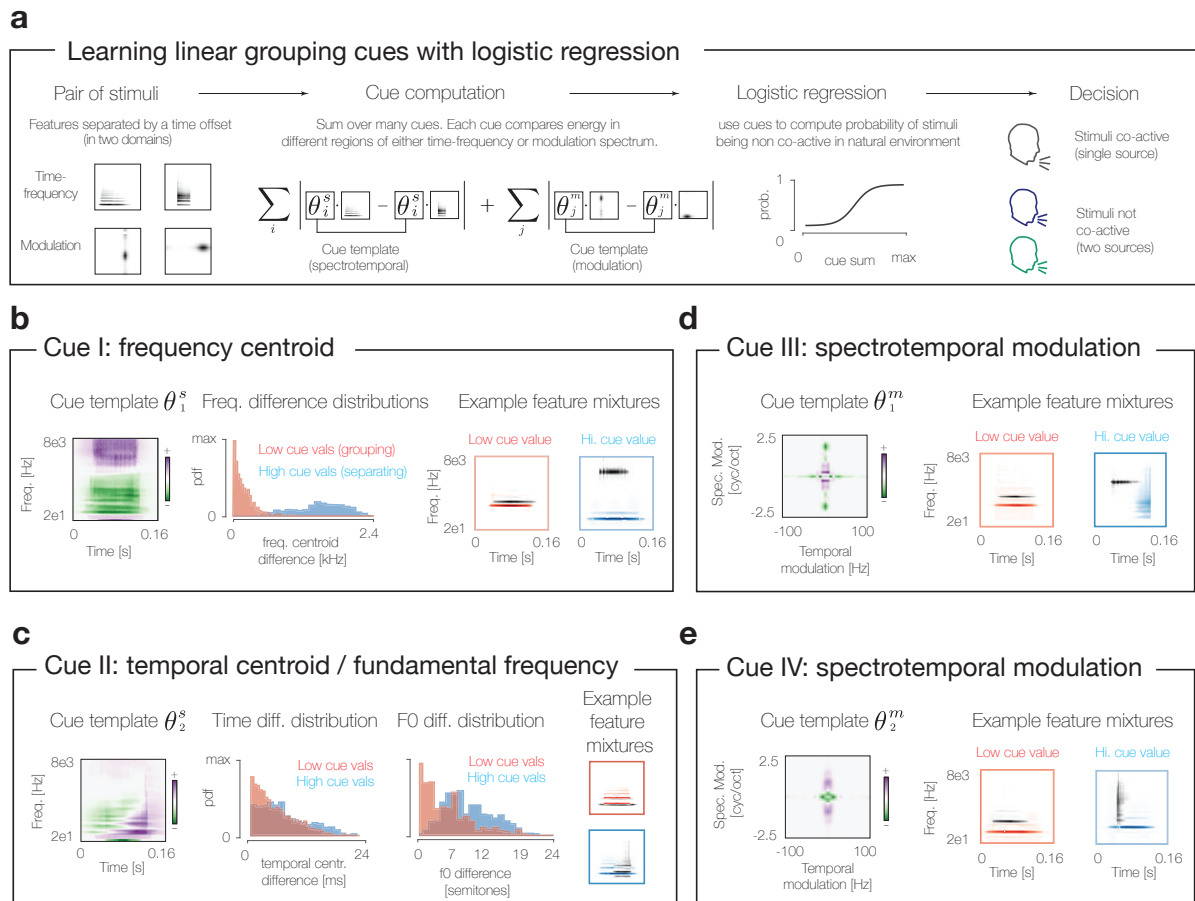 a
Learning linear grouping cues with logistic regression
Pair of stimuli
Features separated by a time offset
(in two domains)
Time-
frequency
Modulation
Cue computation
Sum over many cues. Each cue compares energy in
different regions of either time-frequency or modulation spectrum.
∑ i | θ_i^s · − θ_i^s · | + ∑ j | θ_j^m · − θ_j^m · |
Cue template
(spectrotemporal)
Cue template
(modulation)
Logistic regression
use cues to compute probability of stimuli
being non co-active in natural environment
1
prob.
0
0 cue sum max
Decision
Stimuli co-active
(single source)
Stimuli not
co-active
(two sources)
b
Cue I: frequency centroid
Cue template θ_1^s
8e3
Freq. [Hz]
2e1
0 0.16
Time [s]
+
−
Freq. difference distributions
max
pdf
0
Low cue vals (grouping)
High cue vals (separating)
0 2.4
freq. centroid
difference [kHz]
Example feature mixtures
Low cue value
Hi. cue value
8e3
Freq. [Hz]
2e1
0 0.16
Time [s]
0 0.16
Time [s]
d
Cue III: spectrotemporal modulation
Cue template θ_1^m
Spec. Mod.
[cyc/oct]
2.5
-2.5
-100 100
Temporal
modulation [Hz]
+
−
Example feature mixtures
Low cue value
Hi. cue value
8e3
Freq. [Hz]
2e1
0 0.16
Time [s]
0 0.16
Time [s]
c
Cue II: temporal centroid / fundamental frequency
Cue template θ_2^s
8e3
Freq. [Hz]
2e1
0 0.16
Time [s]
+
−
Time diff. distribution
max
pdf
0
Low cue vals
High cue vals
0 24
temporal centr.
difference [ms]
F0 diff. distribution
Low cue vals
High cue vals
0 7 12 19 24
f0 difference
[semitones]
Example
feature
mixtures
e
Cue IV: spectrotemporal modulation
Cue template θ_2^m
Spec. Mod.
[cyc/oct]
2.5
-2.5
-100 100
Temporal
modulation [Hz]
+
−
Example feature mixtures
Low cue value
Hi. cue value
8e3
Freq. [Hz]
2e1
0 0.16
Time [s]
0 0.16
Time [s]